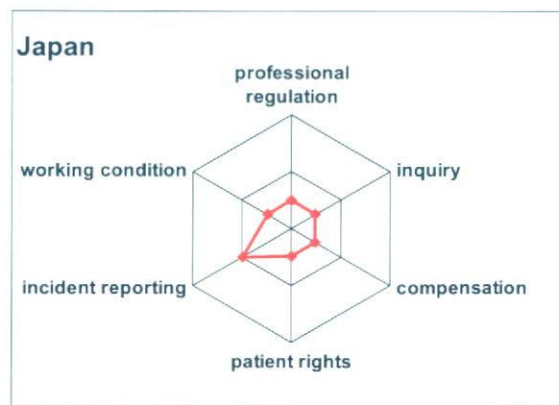 Japan
professional
regulation
working condition
inquiry
incident reporting
compensation
patient rights